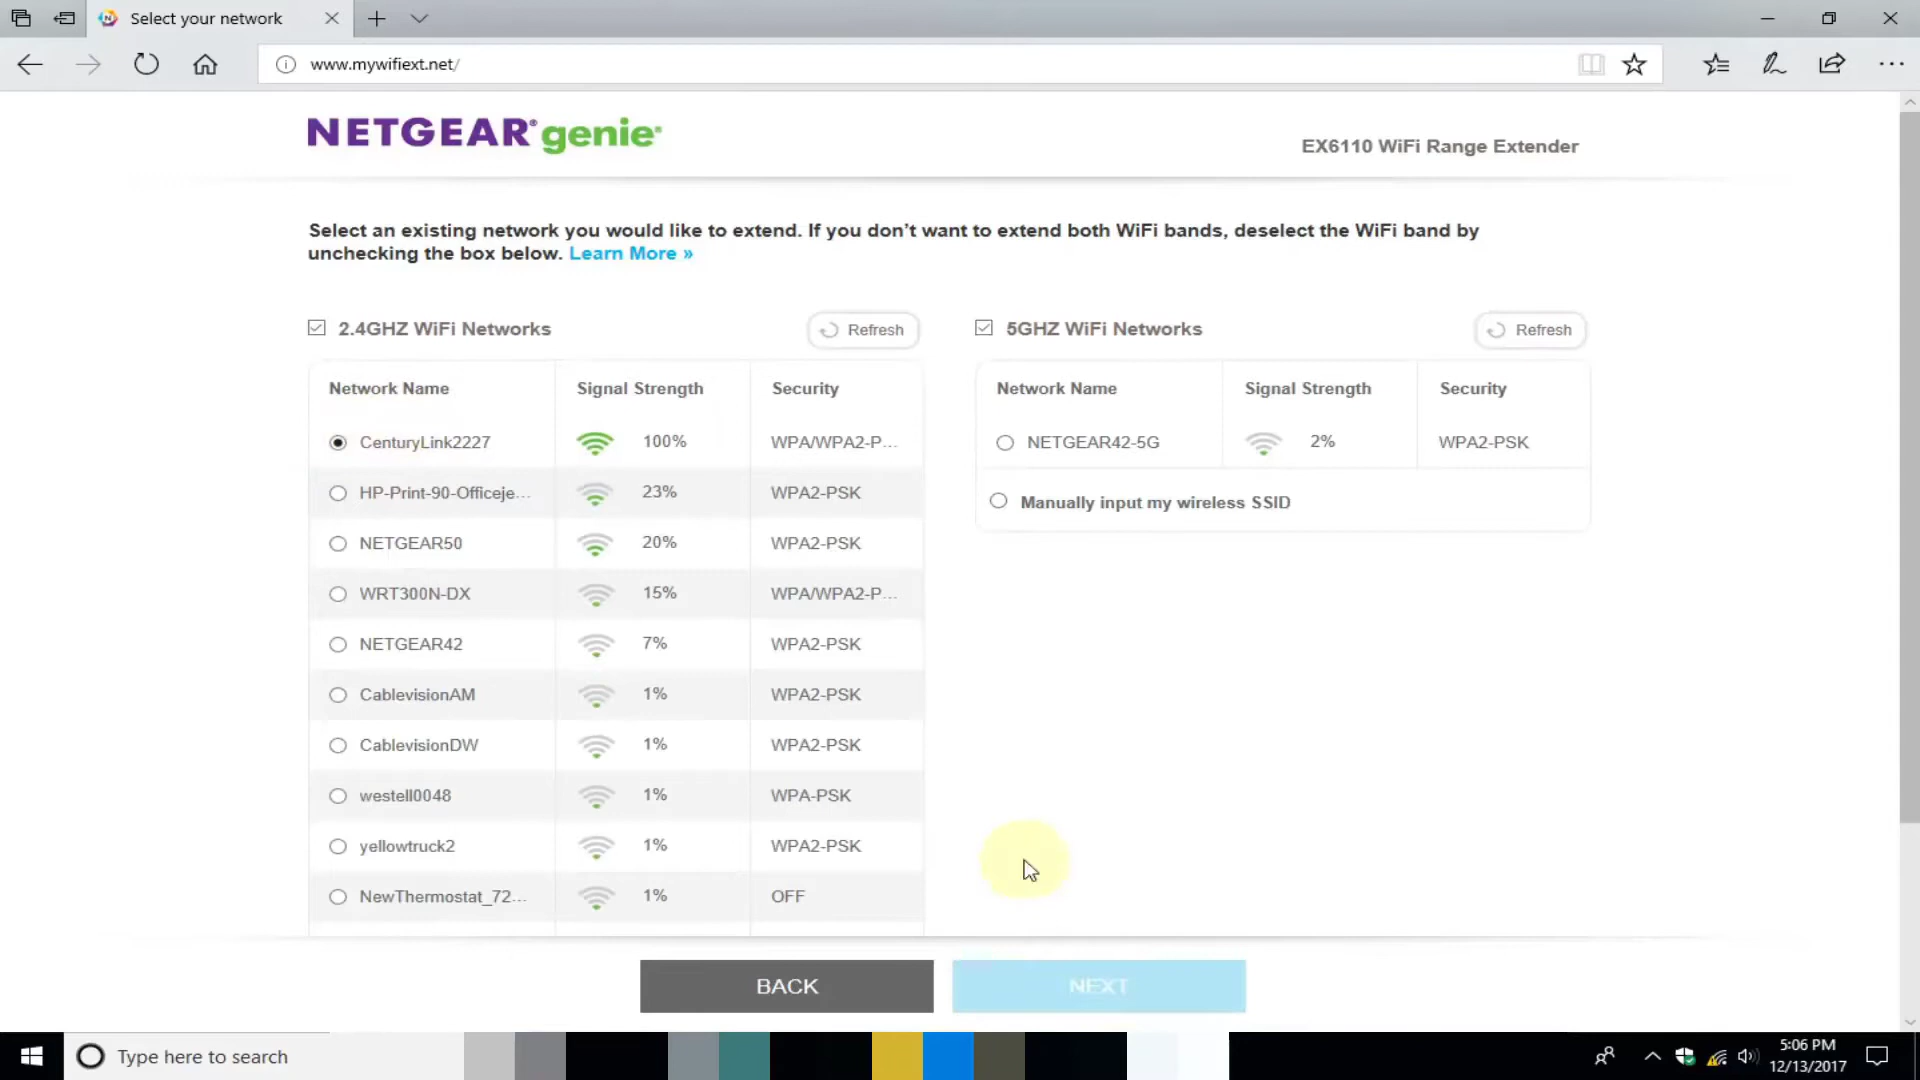 Select your network
www.mywifiext.net/
NETGEAR® genie®
EX6110 WiFi Range Extender
Select an existing network you would like to extend. If you don’t want to extend both WiFi bands, deselect the WiFi band by
unchecking the box below. Learn More »
2.4GHZ WiFi Networks
Refresh
Network Name Signal Strength Security
CenturyLink2227 100% WPA/WPA2-P...
HP-Print-90-Officeje... 23% WPA2-PSK
NETGEAR50 20% WPA2-PSK
WRT300N-DX 15% WPA/WPA2-P...
NETGEAR42 7% WPA2-PSK
CablevisionAM 1% WPA2-PSK
CablevisionDW 1% WPA2-PSK
westell0048 1% WPA-PSK
yellowtruck2 1% WPA2-PSK
NewThermostat_72... 1% OFF
5GHZ WiFi Networks
Refresh
Network Name Signal Strength Security
NETGEAR42-5G 2% WPA2-PSK
Manually input my wireless SSID
BACK
NEXT
Type here to search
5:06 PM
12/13/2017